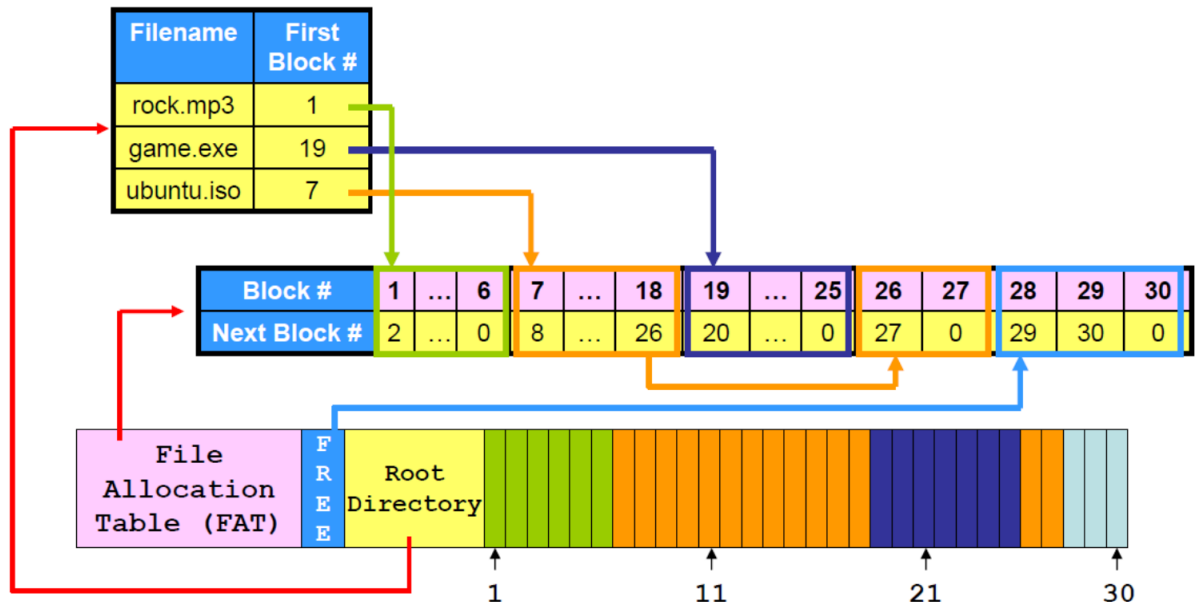 Filename First Block #
rock.mp3 1
game.exe 19
ubuntu.iso 7
Block # 1 ... 6 7 ... 18 19 ... 25 26 27 28 29 30
Next Block # 2 ... 0 8 ... 26 20 ... 0 27 0 29 30 0
File
Allocation
Table (FAT)
FREE
Root
Directory
1 11 21 30